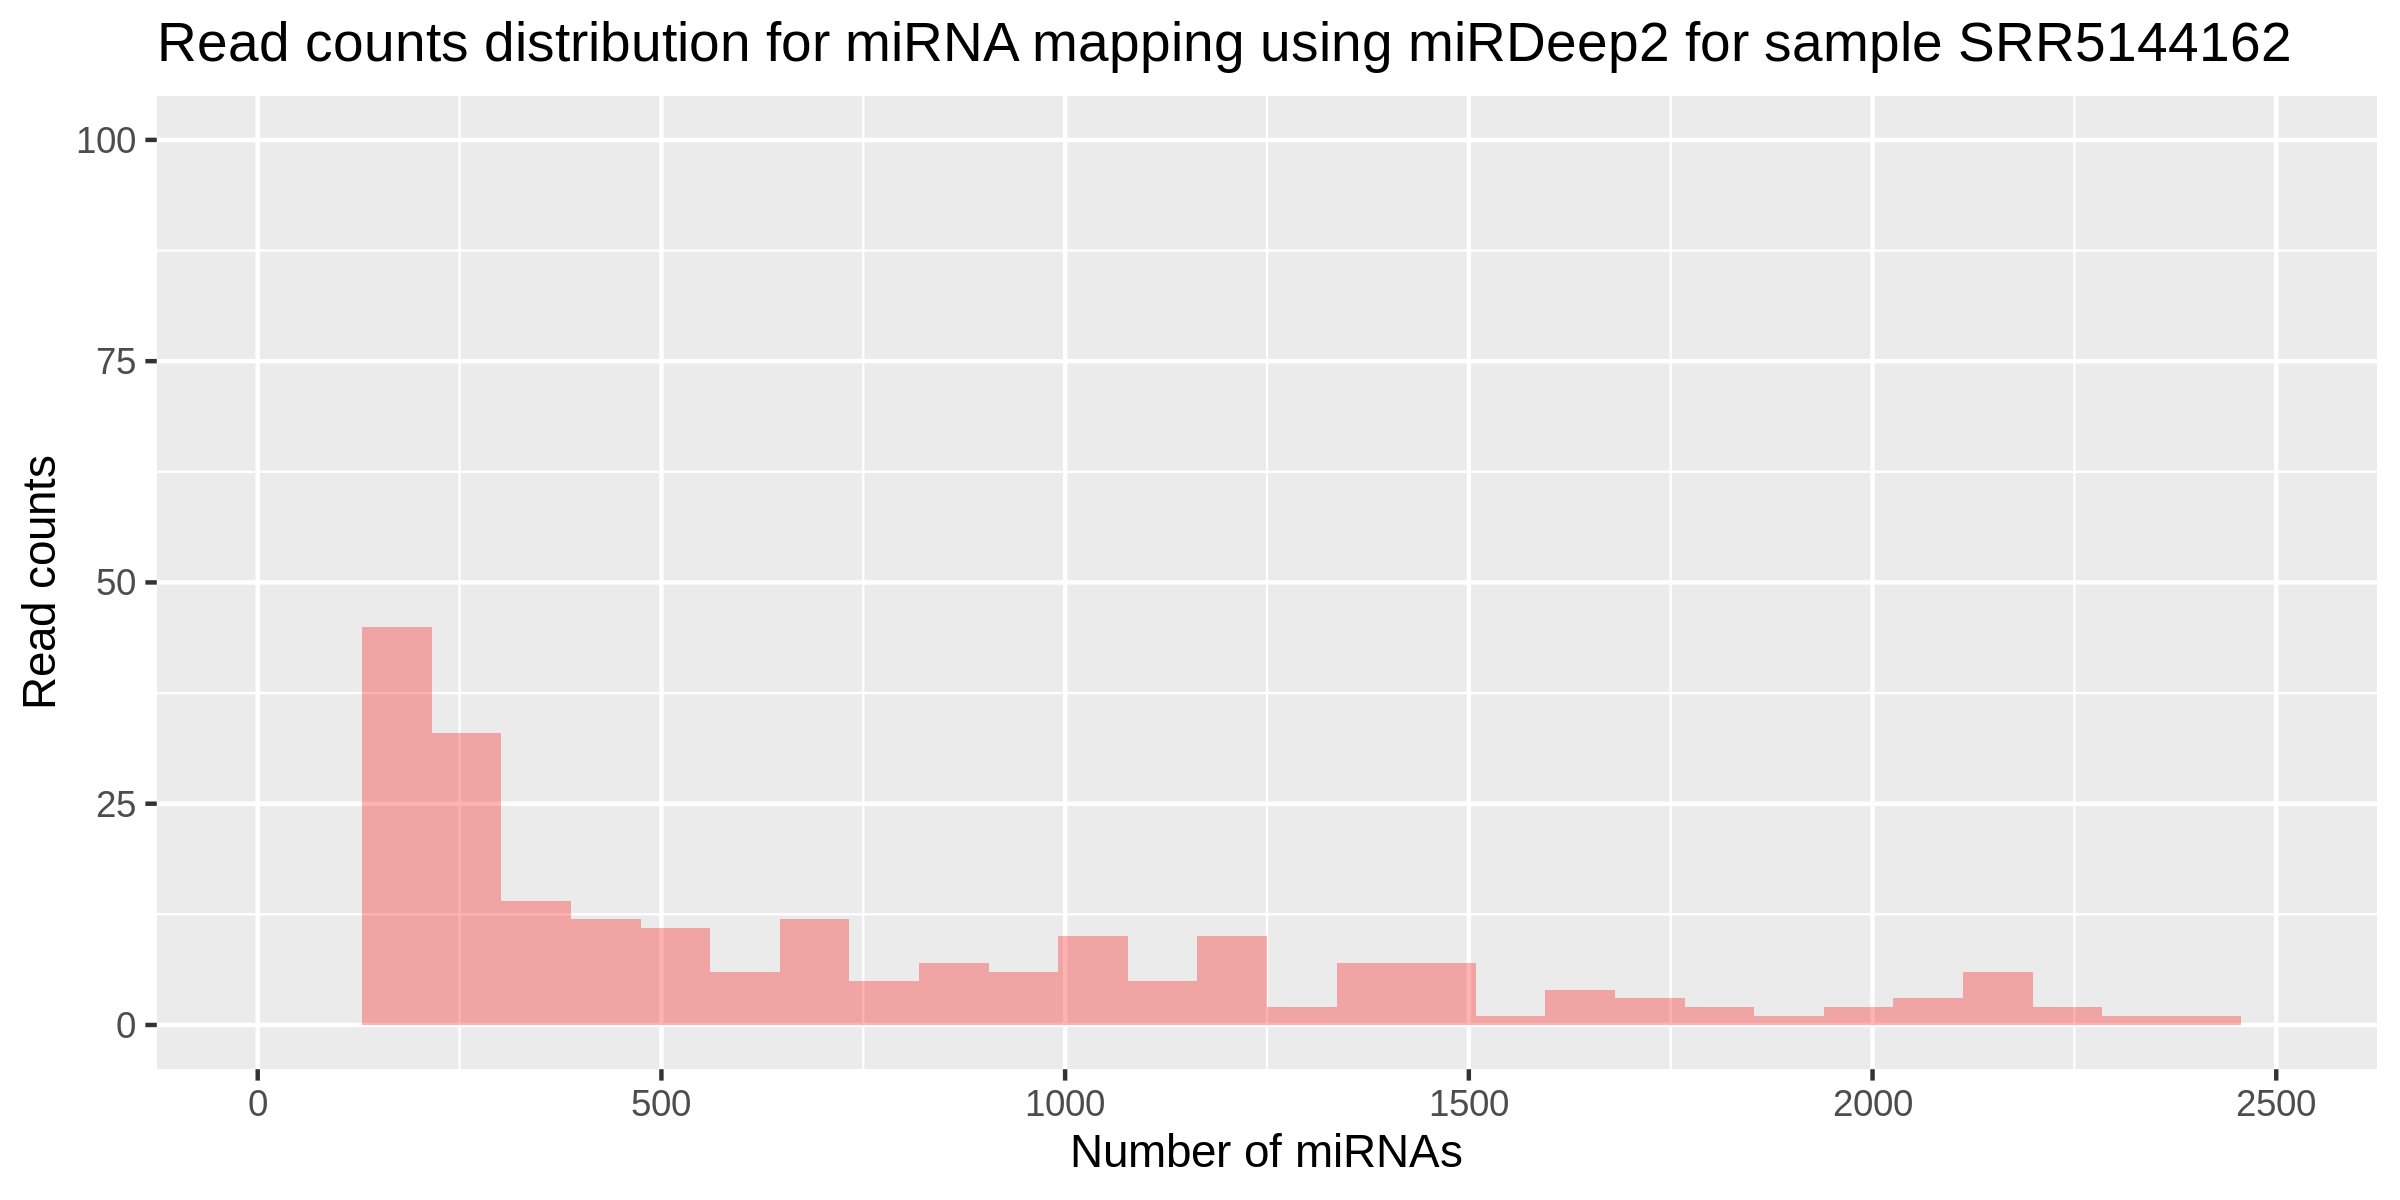 Read counts distribution for miRNA mapping using miRDeep2 for sample SRR5144162
100
75
50
25
0
Read counts
0 500 1000 1500 2000 2500
Number of miRNAs